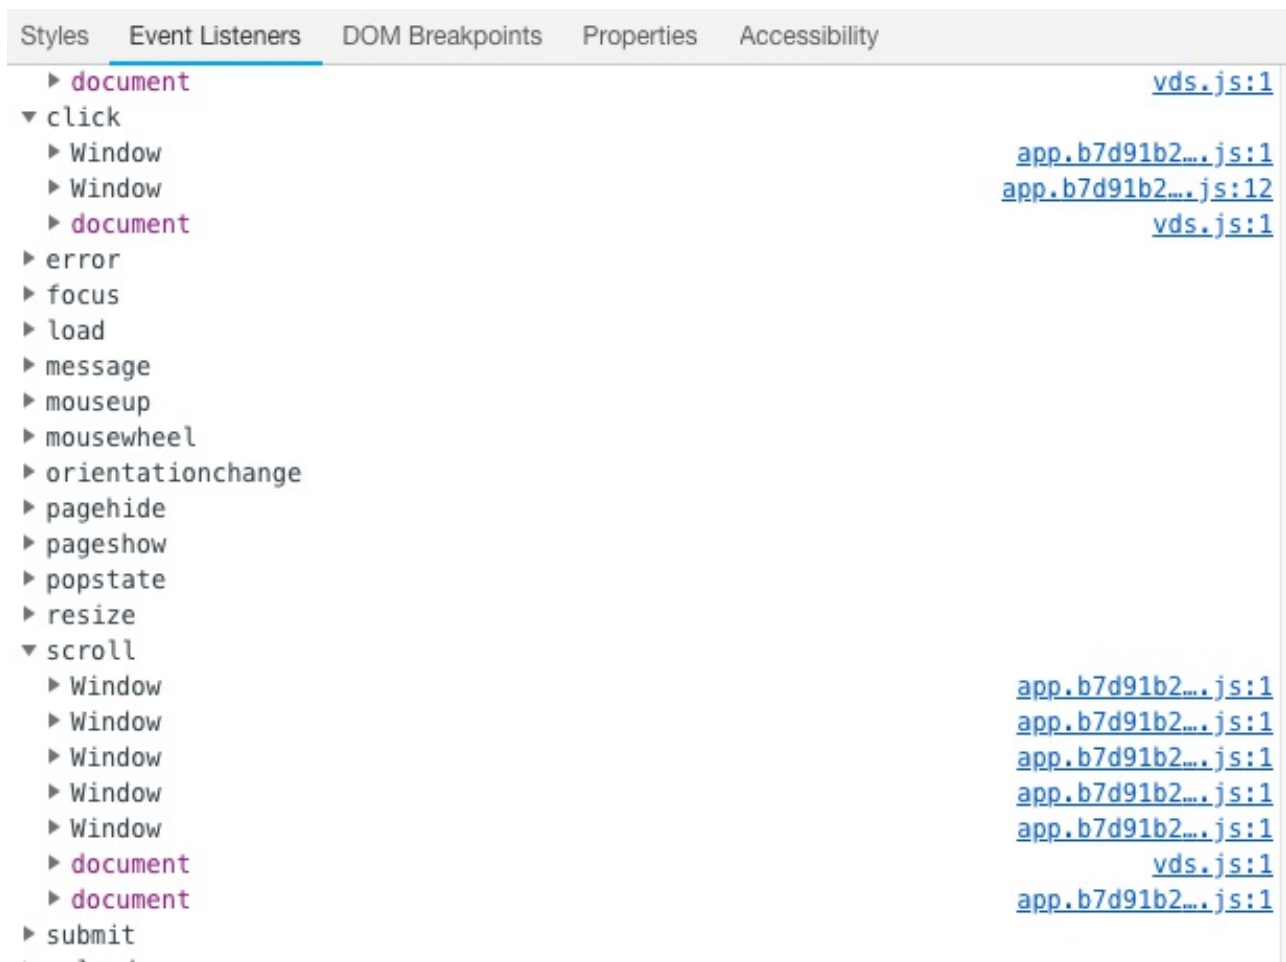 Styles Event Listeners DOM Breakpoints Properties Accessibility
document vds.js:1
click
Window app.b7d91b2….js:1
Window app.b7d91b2….js:12
document vds.js:1
error
focus
load
message
mouseup
mousewheel
orientationchange
pagehide
pageshow
popstate
resize
scroll
Window app.b7d91b2….js:1
Window app.b7d91b2….js:1
Window app.b7d91b2….js:1
Window app.b7d91b2….js:1
Window app.b7d91b2….js:1
document vds.js:1
document app.b7d91b2….js:1
submit